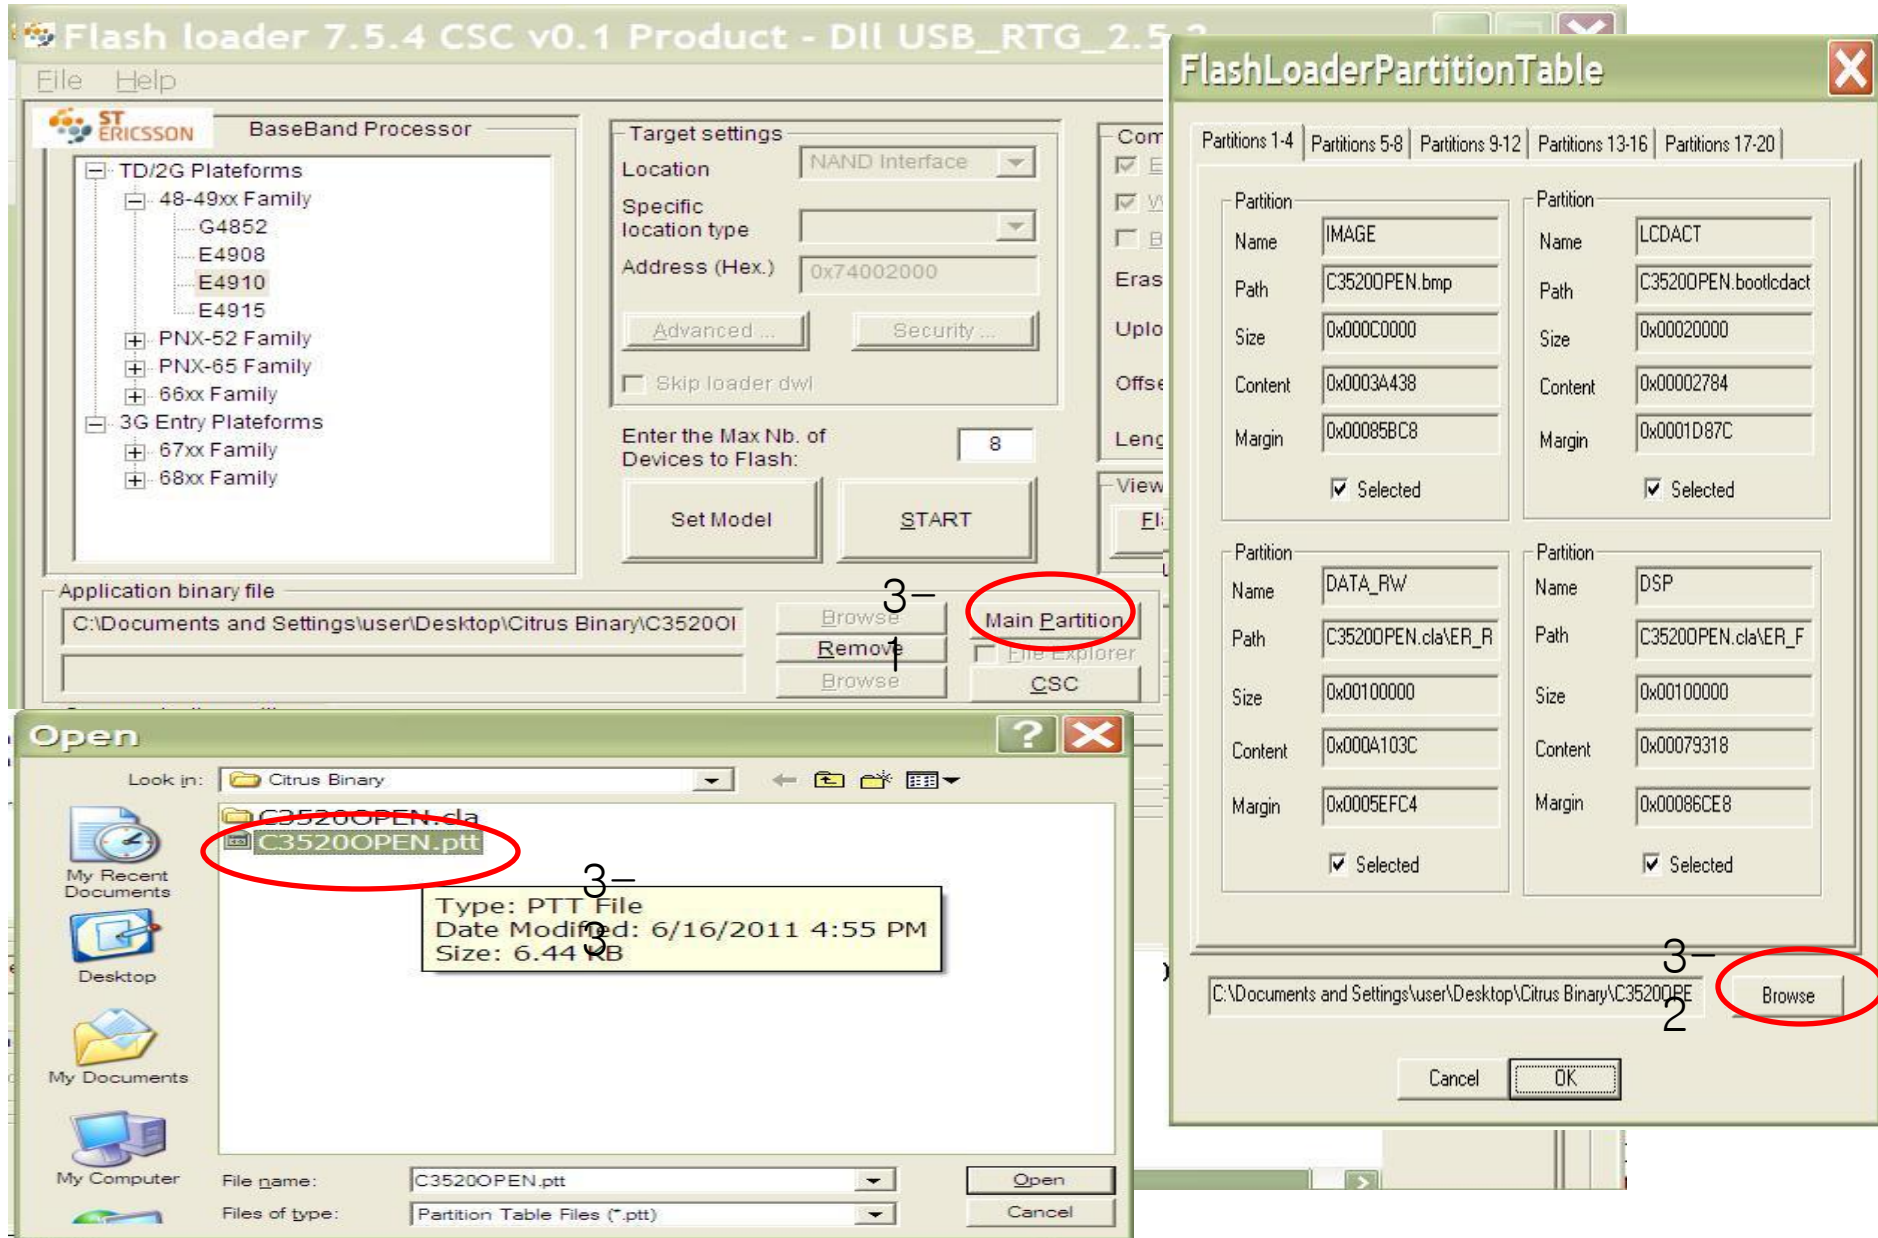 Flash loader 7.5.4 CSC v0.1 Product - Dll USB_RTG_2.5.2
File Help
ST
ERICSSON
BaseBand Processor
TD/2G Plateforms
48-49xx Family
G4852
E4908
E4910
E4915
PNX-52 Family
PNX-65 Family
66xx Family
3G Entry Plateforms
67xx Family
68xx Family
Target settings
Location NAND Interface
Specific
location type
Address (Hex.) 0x74002000
Advanced ... Security ...
Skip loader dwl
Enter the Max Nb. of
Devices to Flash: 8
Set Model START
Com
E
W
B
Eras
Uplo
Offse
Leng
View
Fl
Application binary file
C:\Documents and Settings\user\Desktop\Citrus Binary\C3520OI
Browse
Remove
Browse
3-
1
Main Partition
File Explorer
CSC
Open
Look in: Citrus Binary
C3520OPEN.cla
C3520OPEN.ptt
3-
3
Type: PTT File
Date Modified: 6/16/2011 4:55 PM
Size: 6.44 KB
My Recent
Documents
Desktop
My Documents
My Computer
File name: C3520OPEN.ptt Open
Files of type: Partition Table Files (*.ptt) Cancel
FlashLoaderPartitionTable
Partitions 1-4 Partitions 5-8 Partitions 9-12 Partitions 13-16 Partitions 17-20
Partition
Name IMAGE
Path C3520OPEN.bmp
Size 0x000C0000
Content 0x0003A438
Margin 0x00085BC8
Selected
Partition
Name LCDACT
Path C3520OPEN.bootlcdact
Size 0x00020000
Content 0x00002784
Margin 0x0001D87C
Selected
Partition
Name DATA_RW
Path C3520OPEN.cla\ER_R
Size 0x00100000
Content 0x000A103C
Margin 0x0005EFC4
Selected
Partition
Name DSP
Path C3520OPEN.cla\ER_F
Size 0x00100000
Content 0x00079318
Margin 0x00086CE8
Selected
C:\Documents and Settings\user\Desktop\Citrus Binary\C3520OPE
3-
2
Browse
Cancel OK